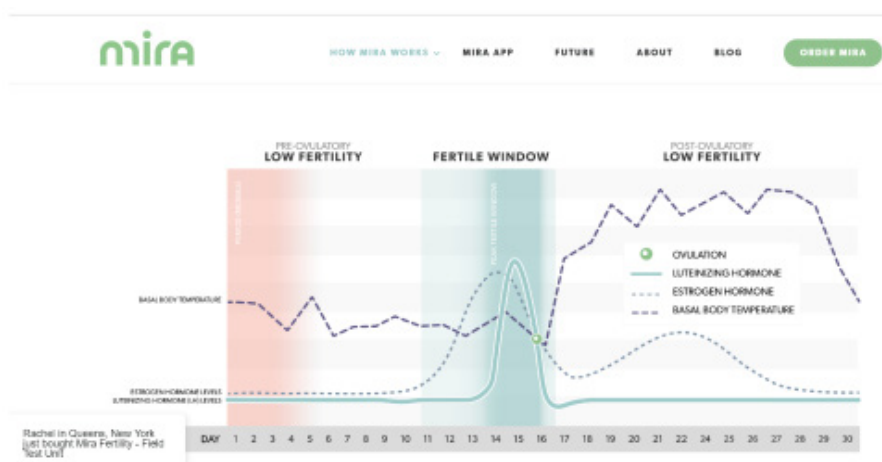 mira
HOW MIRA WORKS
MIRA APP
FUTURE
ABOUT
BLOG
ORDER MIRA
PRE-OVULATORY
LOW FERTILITY
FERTILE WINDOW
POST-OVULATORY
LOW FERTILITY
OVULATION
LUTEINIZING HORMONE
ESTROGEN HORMONE
BASAL BODY TEMPERATURE
BASAL BODY TEMPERATURE
ESTROGEN HORMONE LEVELS
LUTEINIZING HORMONE (LH) LEVELS
Rachel in Queens, New York
just bought Mira Fertility - Field
Test Unit
DAY 1 2 3 4 5 6 7 8 9 10 11 12 13 14 15 16 17 18 19 20 21 22 24 25 26 27 28 29 30